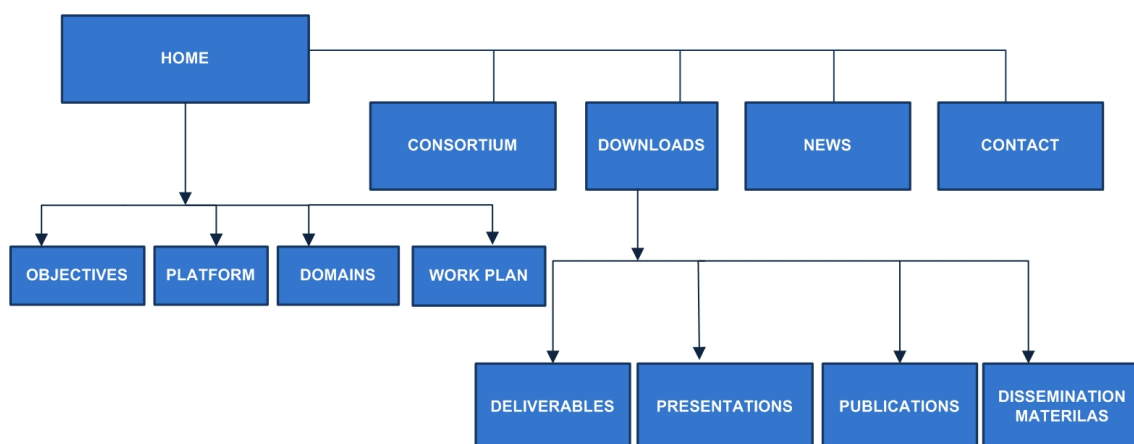 HOME
CONSORTIUM
DOWNLOADS
NEWS
CONTACT
OBJECTIVES
PLATFORM
DOMAINS
WORK PLAN
DELIVERABLES
PRESENTATIONS
PUBLICATIONS
DISSEMINATION
MATERILAS